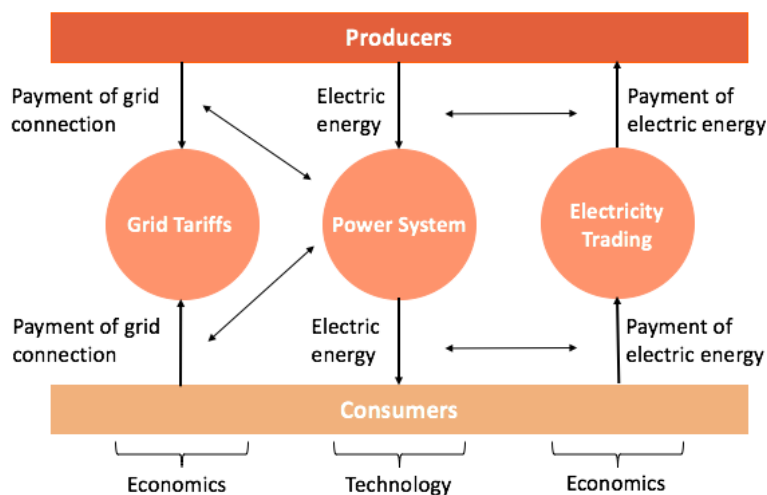 Producers
Payment of grid
connection
Electric
energy
Payment of
electric energy
Grid Tariffs
Power System
Electricity
Trading
Payment of grid
connection
Electric
energy
Payment of
electric energy
Consumers
Economics
Technology
Economics